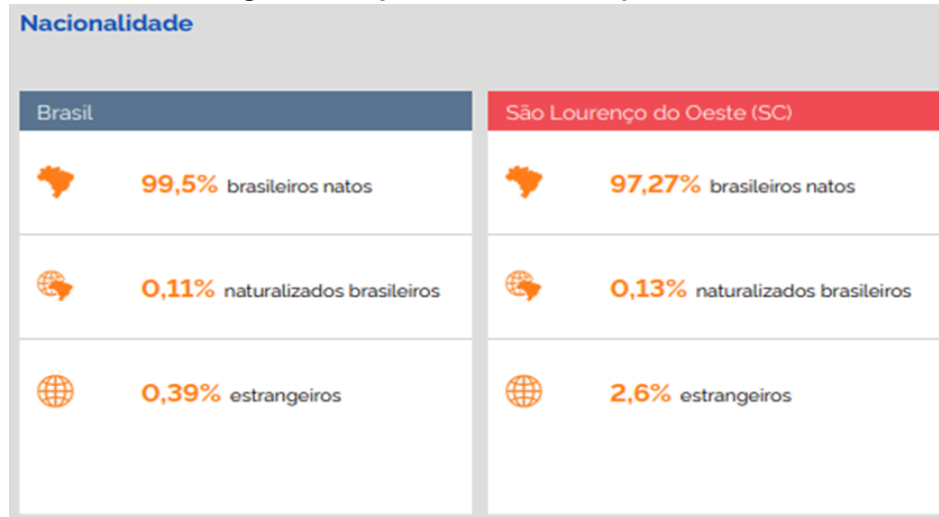 Nacionalidade
Brasil
99,5% brasileiros natos
0,11% naturalizados brasileiros
0,39% estrangeiros
São Lourenço do Oeste (SC)
97,27% brasileiros natos
0,13% naturalizados brasileiros
2,6% estrangeiros